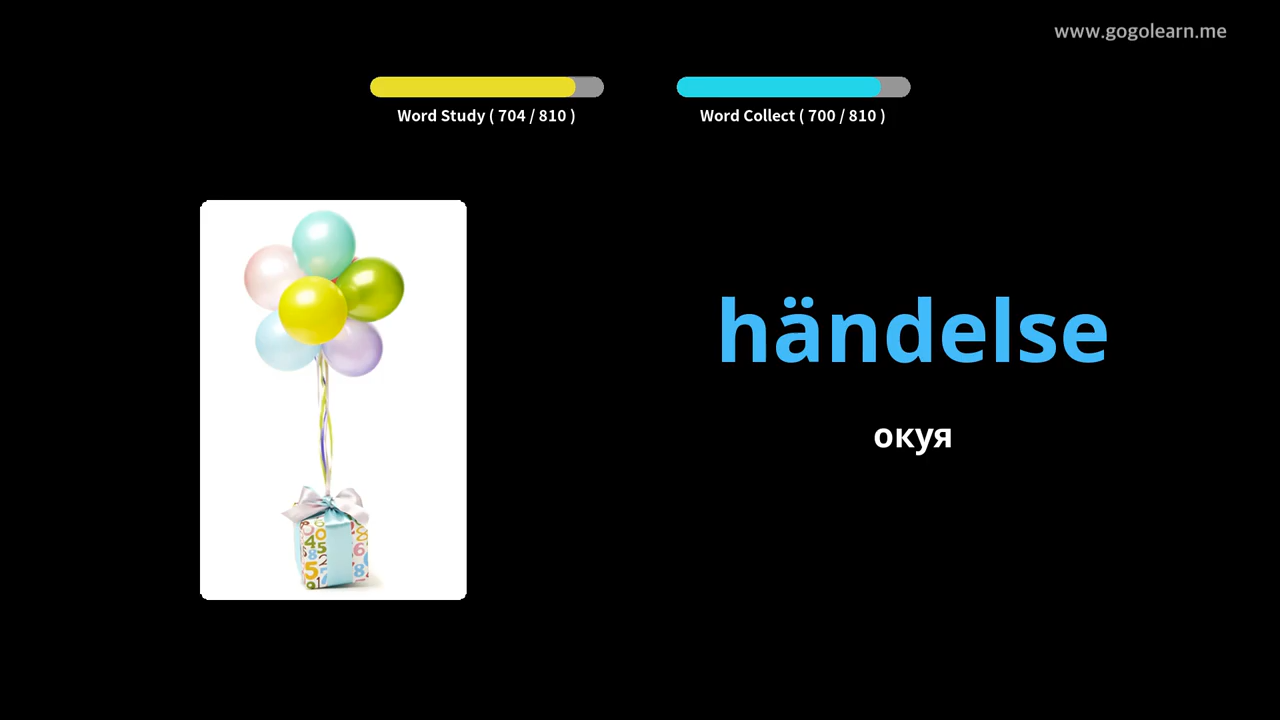 www.gogolearn.me
Word Study ( 704 / 810 )
Word Collect ( 700 / 810 )
händelse
окуя